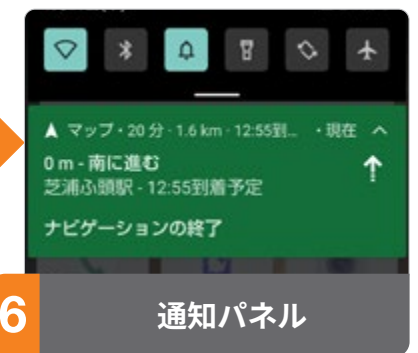 マップ・20 分・1.6 km・12:55到... ・現在
0 m - 南に進む
芝浦ふ頭駅 - 12:55到着予定
ナビゲーションの終了
6
通知パネル